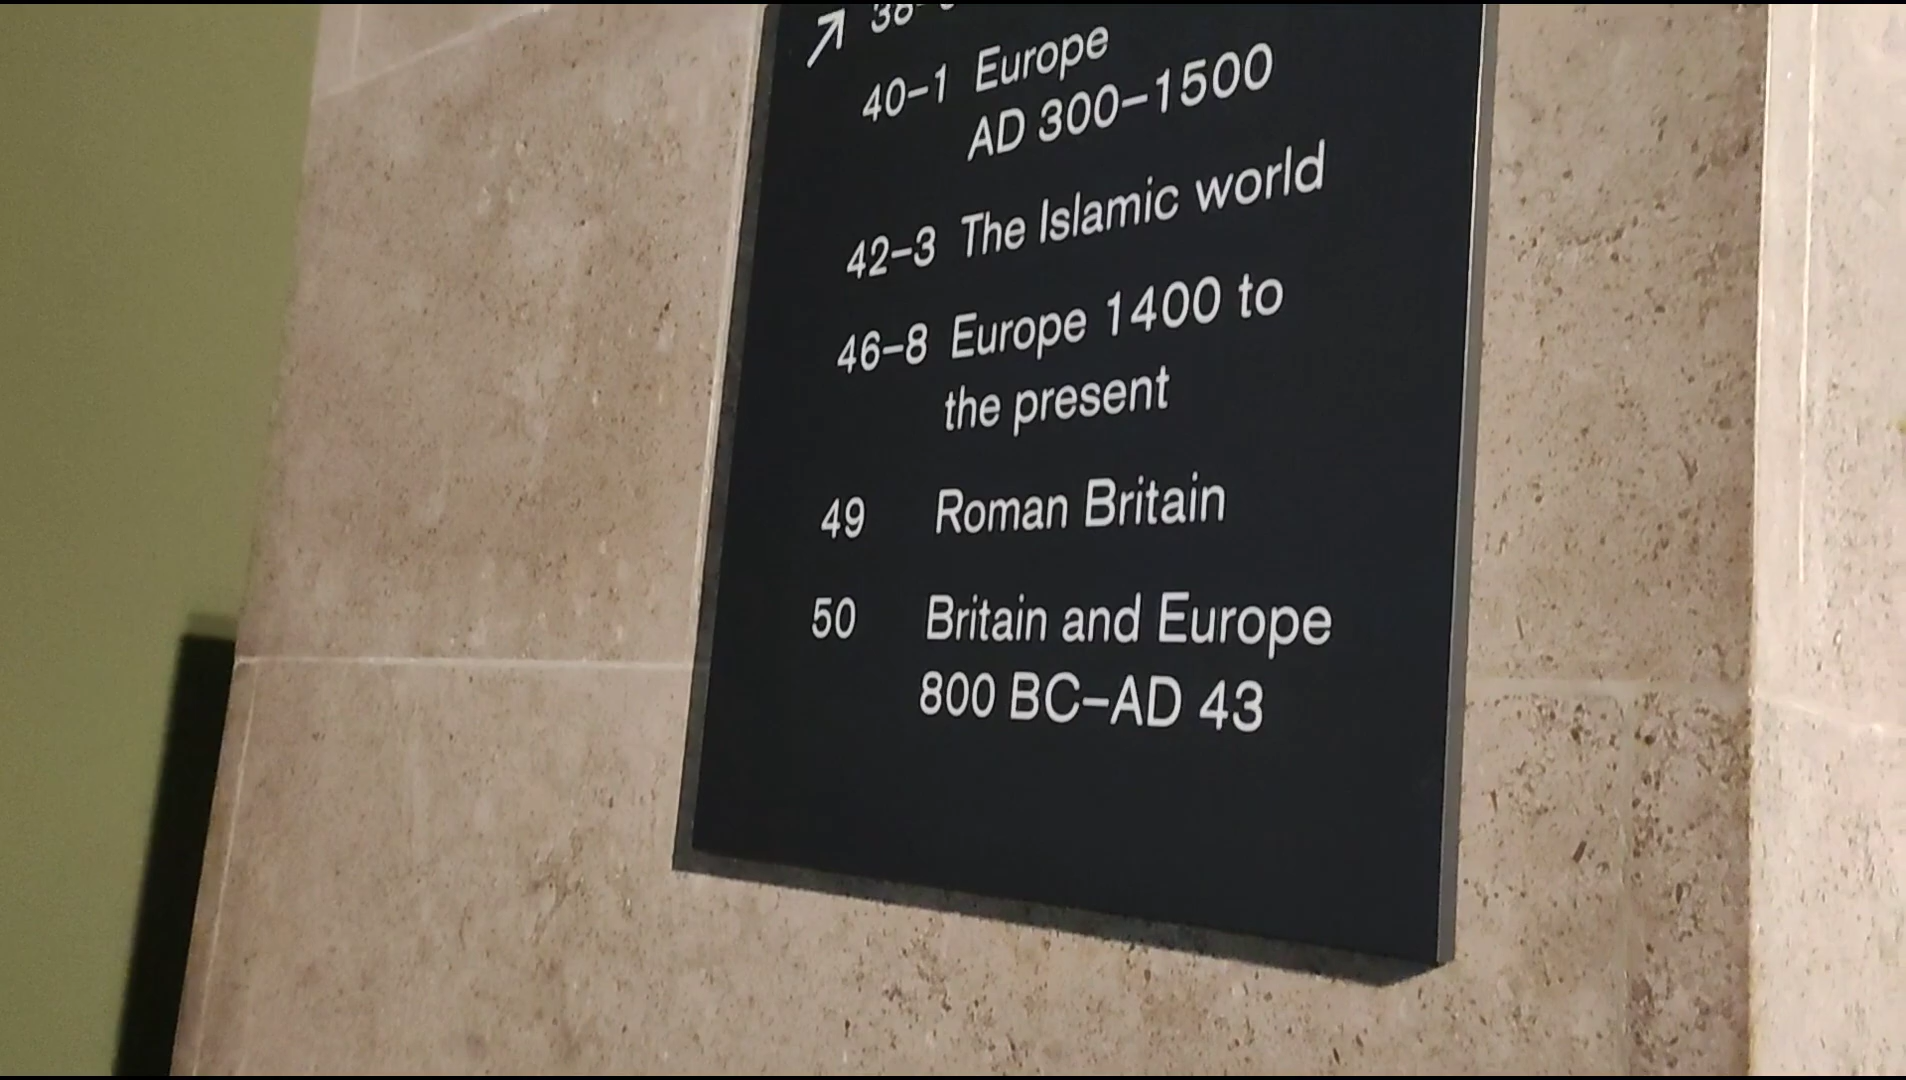 40–1 Europe
AD 300–1500
42–3 The Islamic world
46–8 Europe 1400 to
the present
49 Roman Britain
50 Britain and Europe
800 BC–AD 43